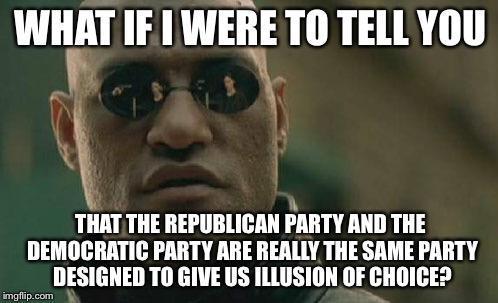 WHAT IF I WERE TO TELL YOU
THAT THE REPUBLICAN PARTY AND THE
DEMOCRATIC PARTY ARE REALLY THE SAME PARTY
DESIGNED TO GIVE US ILLUSION OF CHOICE?
imgflip.com